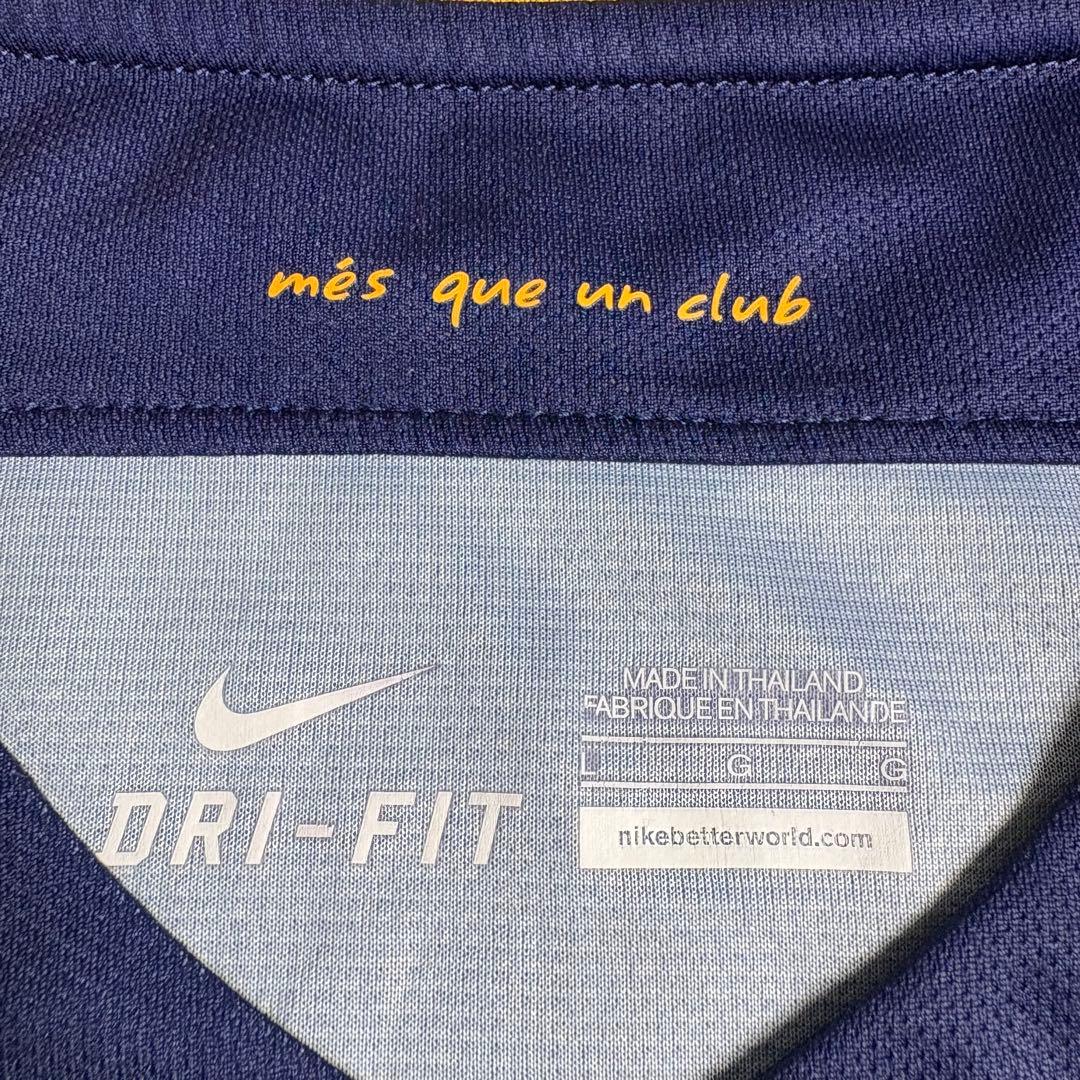 més que un club
MADE IN THAILAND
FABRIQUE EN THAILANDE
L G G
nikebetterworld.com
DRI-FIT